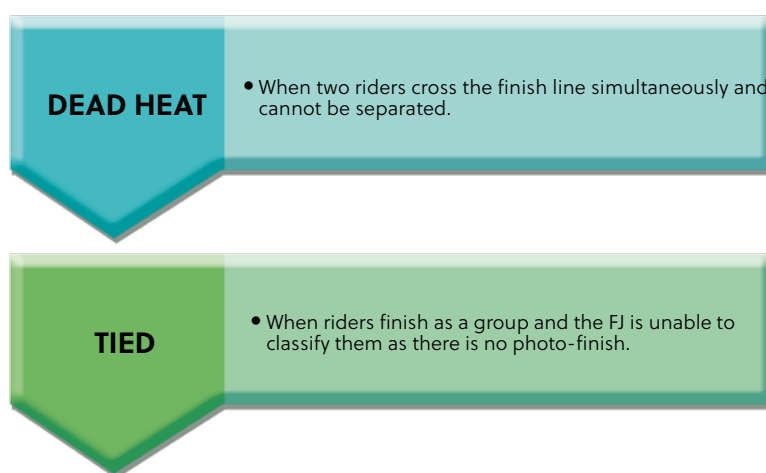 DEAD HEAT
• When two riders cross the finish line simultaneously and
cannot be separated.
TIED
• When riders finish as a group and the FJ is unable to
classify them as there is no photo-finish.